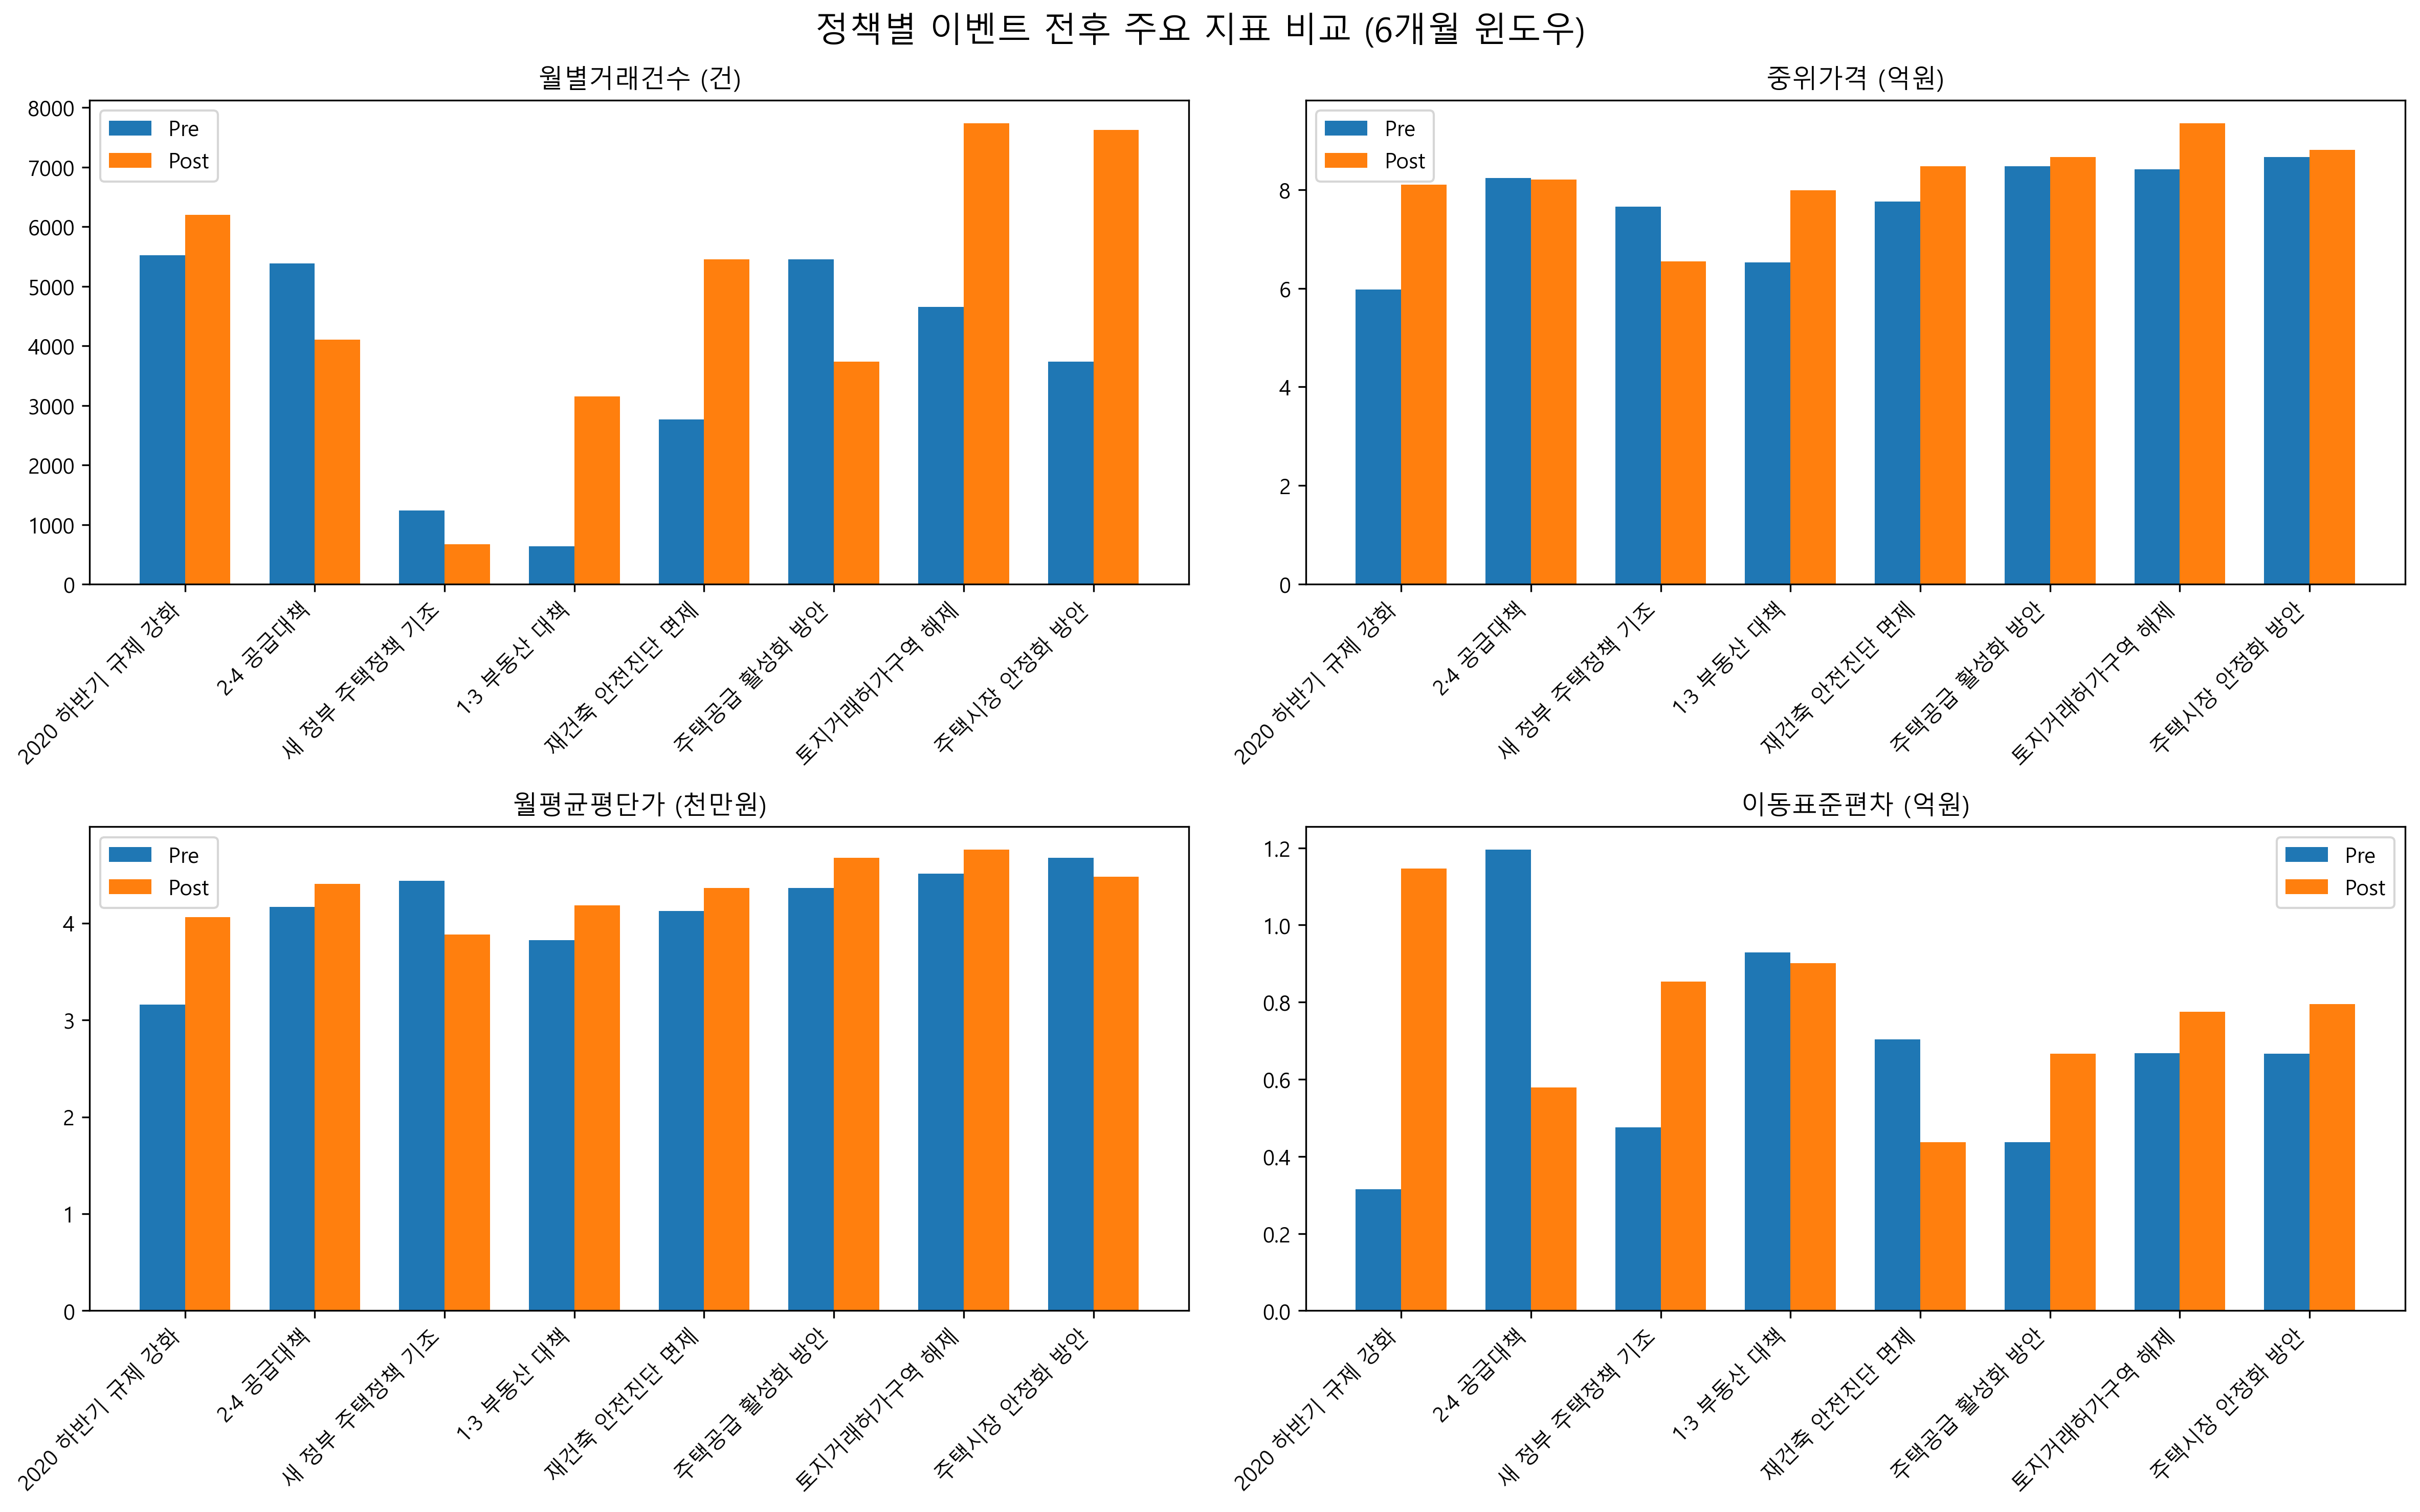 정책별 이벤트 전후 주요 지표 비교 (6개월 윈도우)
월별거래건수 (건)
8000
7000
6000
5000
4000
3000
2000
1000
0
Pre
Post
2020 하반기 규제 강화
2·4 공급대책
새 정부 주택정책 기조
1·3 부동산 대책
재건축 안전진단 면제
주택공급 활성화 방안
토지거래허가구역 해제
주택시장 안정화 방안
중위가격 (억원)
8
6
4
2
0
Pre
Post
2020 하반기 규제 강화
2·4 공급대책
새 정부 주택정책 기조
1·3 부동산 대책
재건축 안전진단 면제
주택공급 활성화 방안
토지거래허가구역 해제
주택시장 안정화 방안
월평균평단가 (천만원)
4
3
2
1
0
Pre
Post
2020 하반기 규제 강화
2·4 공급대책
새 정부 주택정책 기조
1·3 부동산 대책
재건축 안전진단 면제
주택공급 활성화 방안
토지거래허가구역 해제
주택시장 안정화 방안
이동표준편차 (억원)
1.2
1.0
0.8
0.6
0.4
0.2
0.0
Pre
Post
2020 하반기 규제 강화
2·4 공급대책
새 정부 주택정책 기조
1·3 부동산 대책
재건축 안전진단 면제
주택공급 활성화 방안
토지거래허가구역 해제
주택시장 안정화 방안